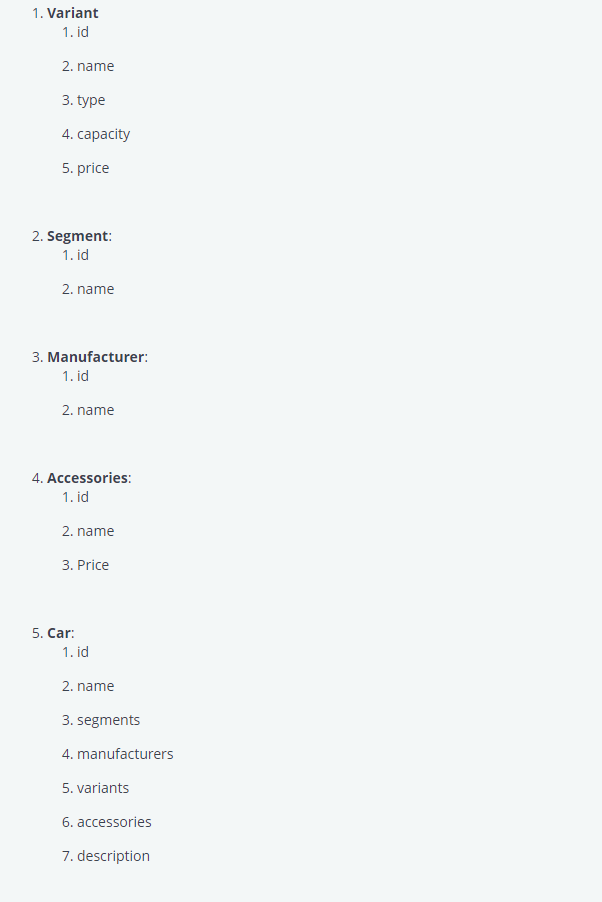 1. Variant
1. id
2. name
3. type
4. capacity
5. price
2. Segment:
1. id
2. name
3. Manufacturer:
1. id
2. name
4. Accessories:
1. id
2. name
3. Price
5. Car:
1. id
2. name
3. segments
4. manufacturers
5. variants
6. accessories
7. description